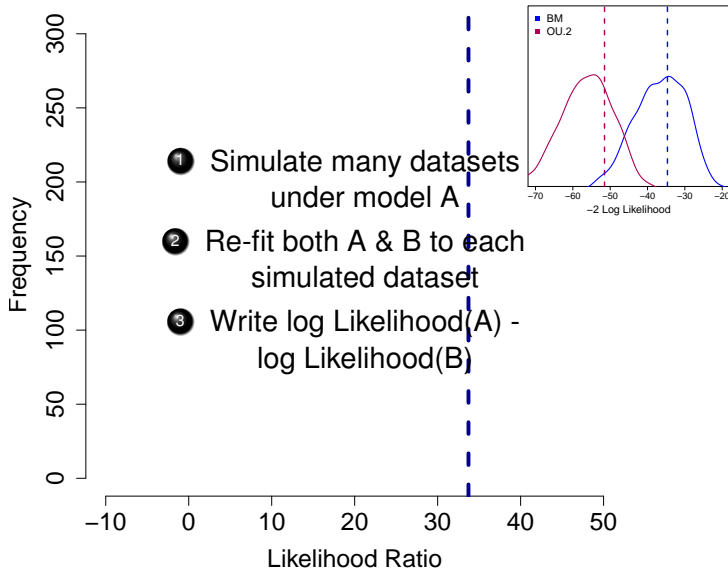 300
250
200
150
100
50
0
Frequency
−10 0 10 20 30 40 50
Likelihood Ratio
1 Simulate many datasets
under model A
2 Re-fit both A & B to each
simulated dataset
3 Write log Likelihood(A) -
log Likelihood(B)
BM
OU.2
−70 −60 −50 −40 −30 −20
−2 Log Likelihood